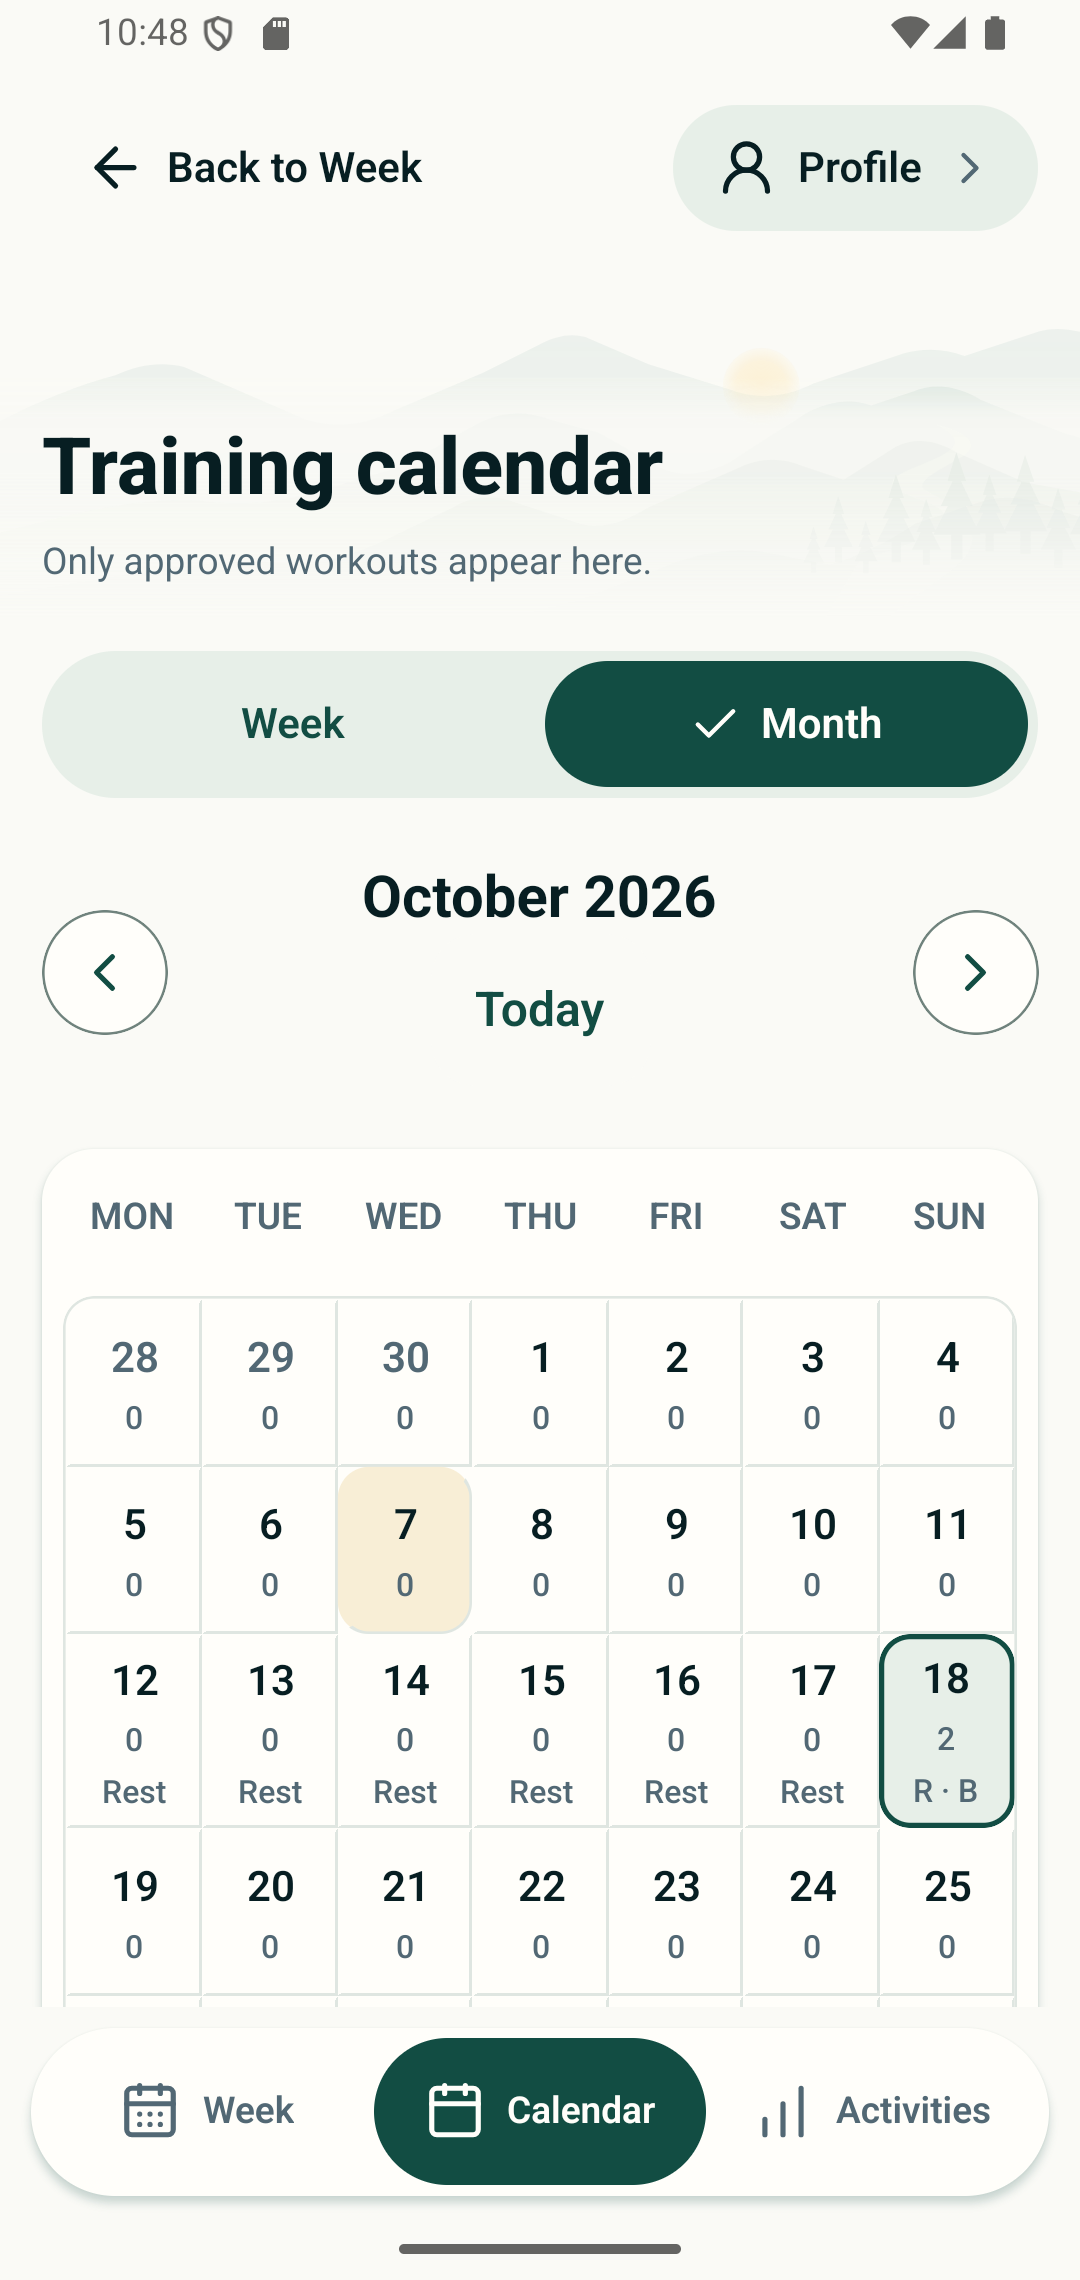 10:48
Back to Week
Profile
Training calendar
Only approved workouts appear here.
Week
Month
October 2026
Today
MON TUE WED THU FRI SAT SUN
28 29 30 1 2 3 4
0 0 0 0 0 0 0
5 6 7 8 9 10 11
0 0 0 0 0 0 0
12 13 14 15 16 17 18
0 0 0 0 0 0 2
Rest Rest Rest Rest Rest Rest R · B
19 20 21 22 23 24 25
0 0 0 0 0 0 0
Week
Calendar
Activities